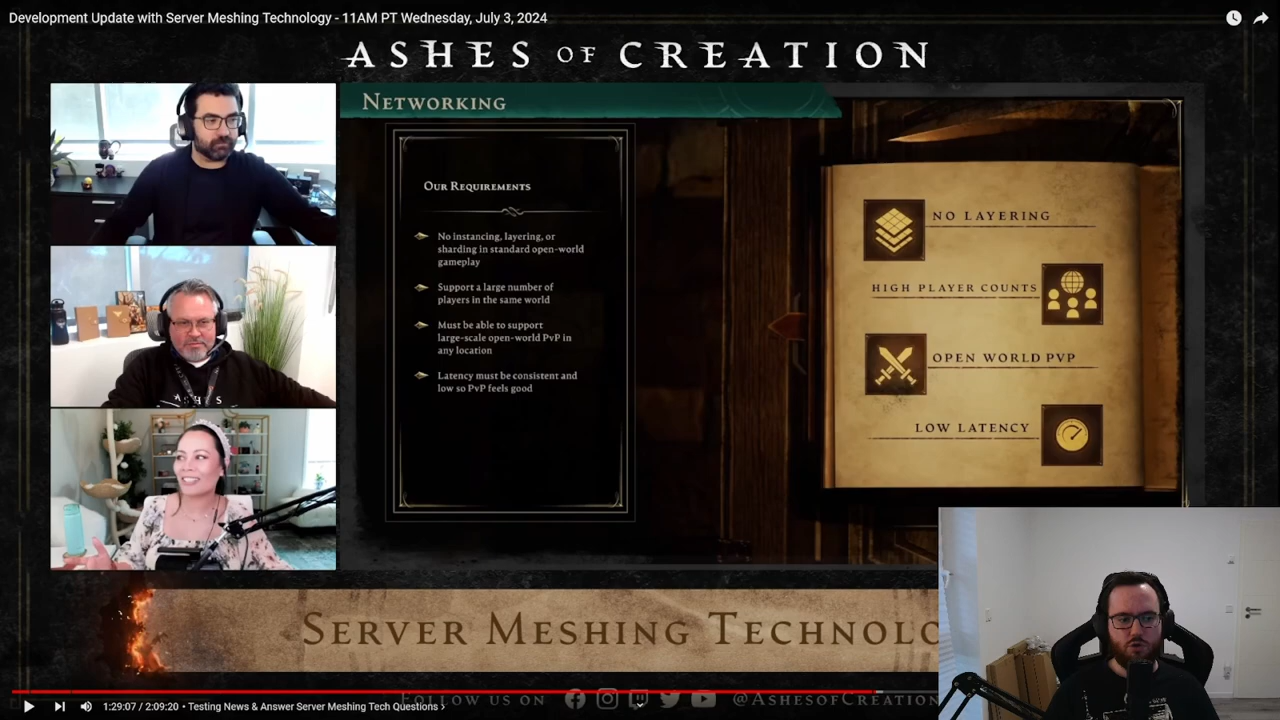 Development Update with Server Meshing Technology - 11AM PT Wednesday, July 3, 2024
ASHES OF CREATION
NETWORKING
OUR REQUIREMENTS
No instancing, layering, or
sharding in standard open-world
gameplay
Support a large number of
players in the same world
Must be able to support
large-scale open-world PvP in
any location
Latency must be consistent and
low so PvP feels good
NO LAYERING
HIGH PLAYER COUNTS
OPEN WORLD PVP
LOW LATENCY
ASHES
SERVER MESHING TECHNOLO
FOLLOW US ON @ASHESOFCREATION
1:29:07 / 2:09:20 • Testing News & Answer Server Meshing Tech Questions ›